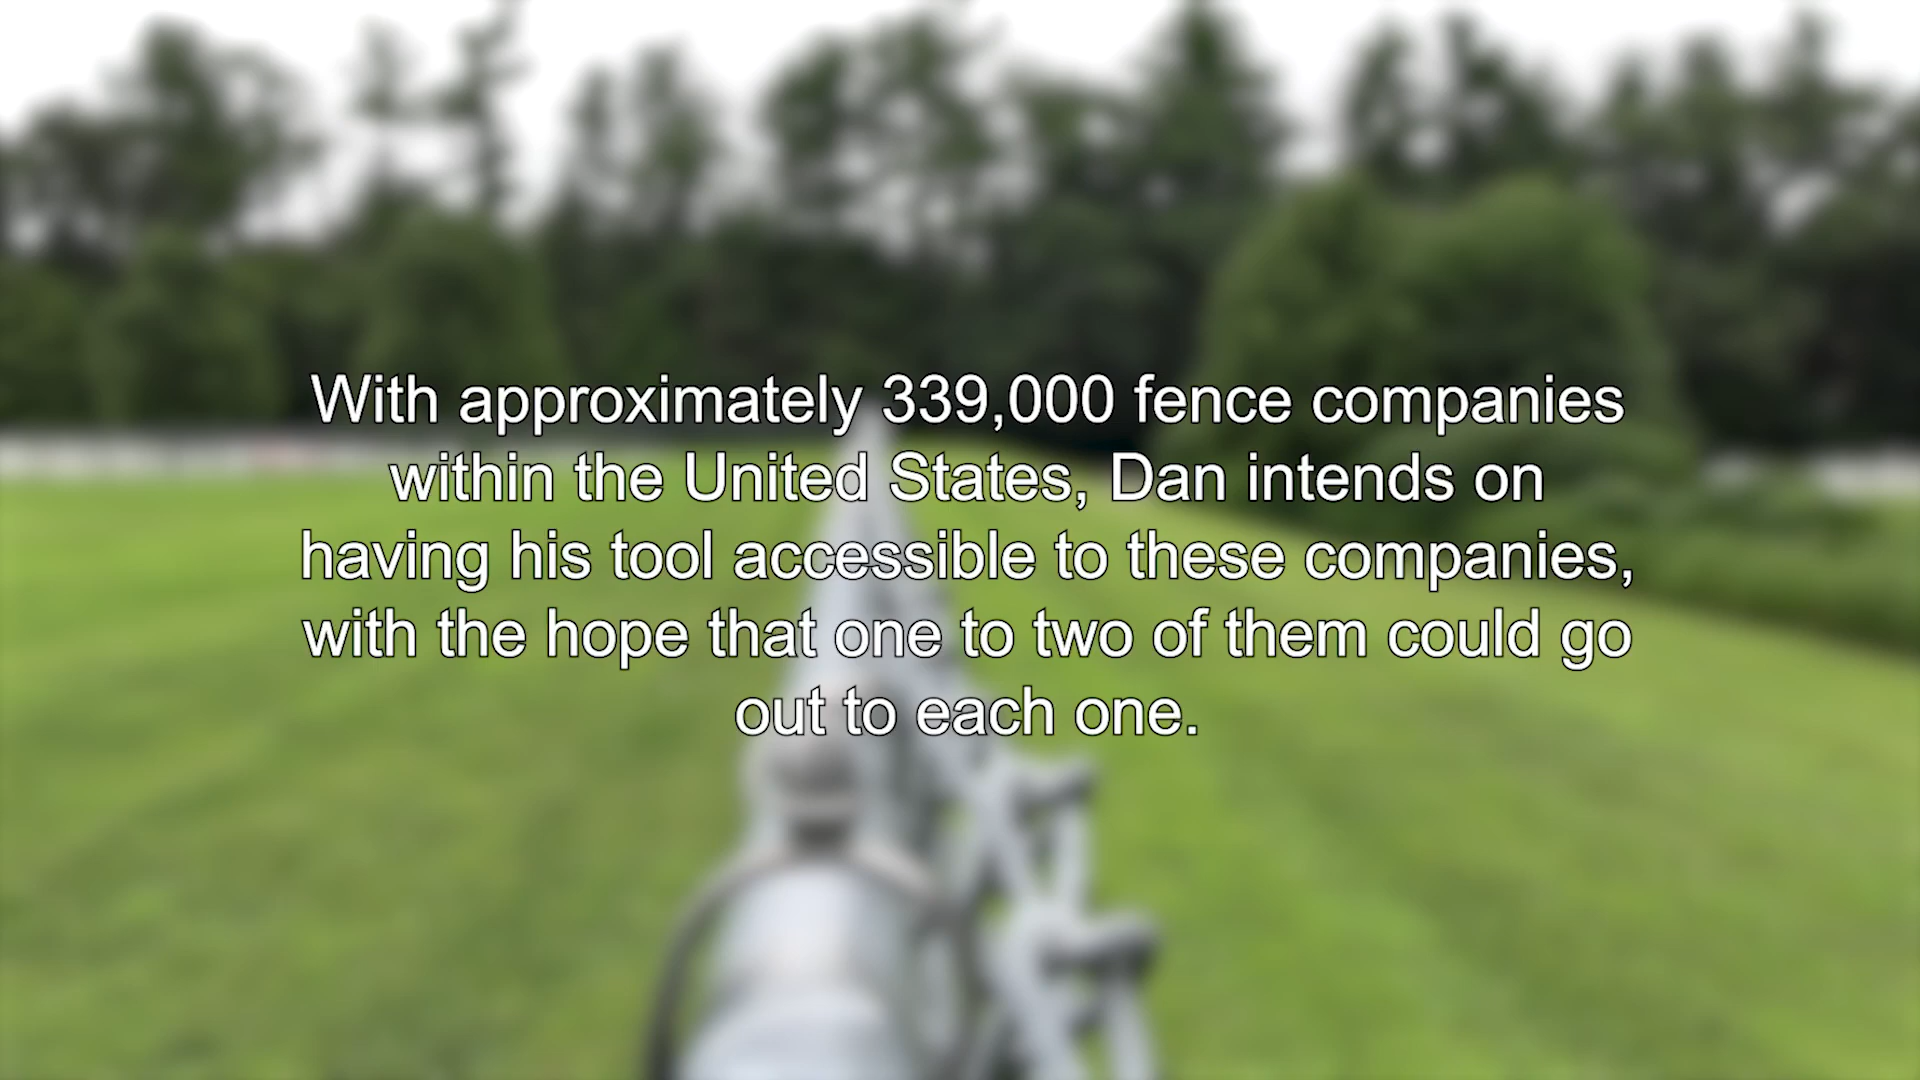 With approximately 339,000 fence companies
within the United States, Dan intends on
having his tool accessible to these companies,
with the hope that one to two of them could go
out to each one.